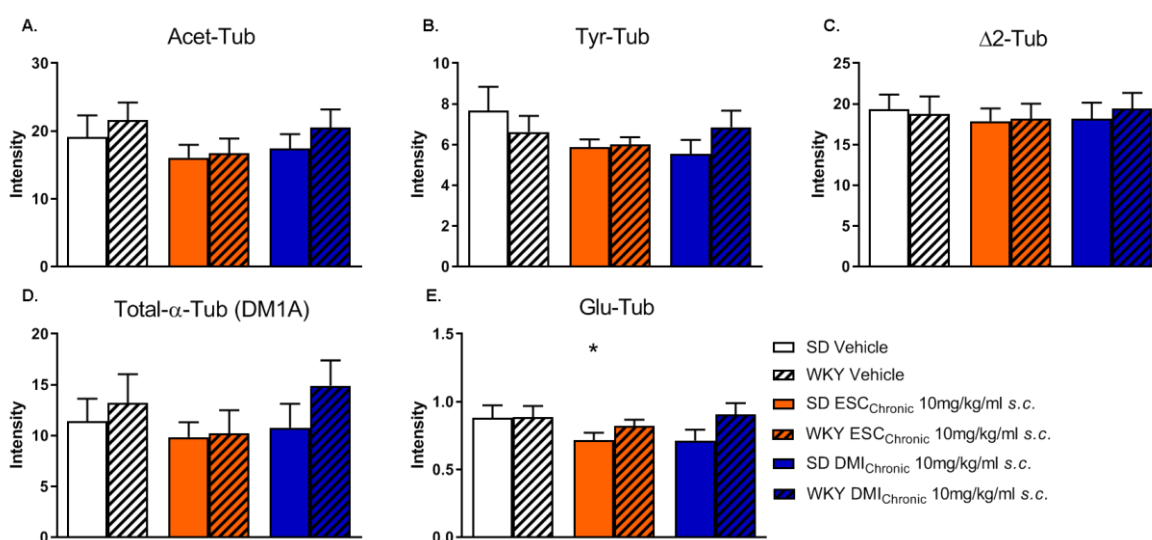 A.
Acet-Tub
Intensity
30
20
10
0
B.
Tyr-Tub
Intensity
10
8
6
4
2
0
C.
Δ2-Tub
Intensity
25
20
15
10
5
0
D.
Total-α-Tub (DM1A)
Intensity
20
15
10
5
0
E.
Glu-Tub
Intensity
1.5
1.0
0.5
0.0
*
SD Vehicle
WKY Vehicle
SD ESCChronic 10mg/kg/ml s.c.
WKY ESCChronic 10mg/kg/ml s.c.
SD DMIChronic 10mg/kg/ml s.c.
WKY DMIChronic 10mg/kg/ml s.c.